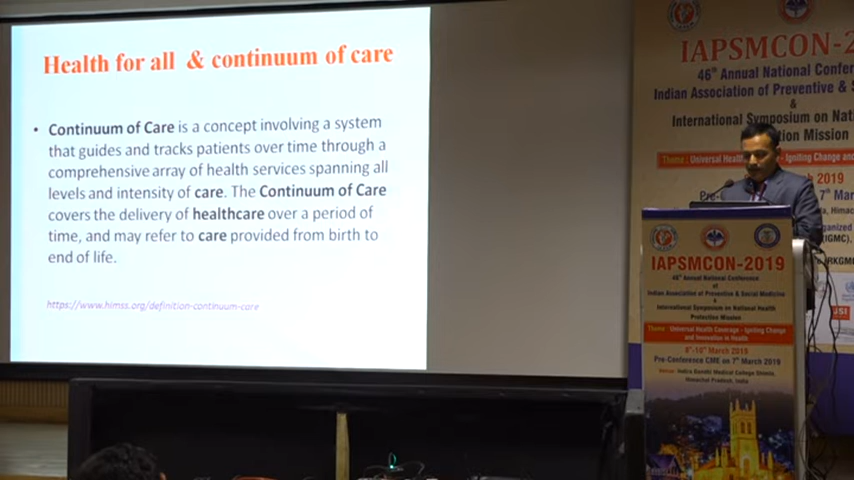 Health for all & continuum of care
• Continuum of Care is a concept involving a system
that guides and tracks patients over time through a
comprehensive array of health services spanning all
levels and intensity of care. The Continuum of Care
covers the delivery of healthcare over a period of
time, and may refer to care provided from birth to
end of life.
https://www.himss.org/definition-continuum-care
IAPSMCON-2
46th Annual National Confer
Indian Association of Preventive & S
&
International Symposium on Nat
tion Mission
Theme : Universal Heal
- Igniting Change and
2019
Pre-
7th Mar
IGMC),
RKGMC
IAPSMCON-2019
46th Annual National Conference
of
Indian Association of Preventive & Social Medicine
&
International Symposium on National Health
Protection Mission
Theme : Universal Health Coverage - Igniting Change
and Innovation in Health
8th-10th March 2019
Pre-Conference CME on 7th March 2019
Venue: Indira Gandhi Medical College Shimla,
Himachal Pradesh, India